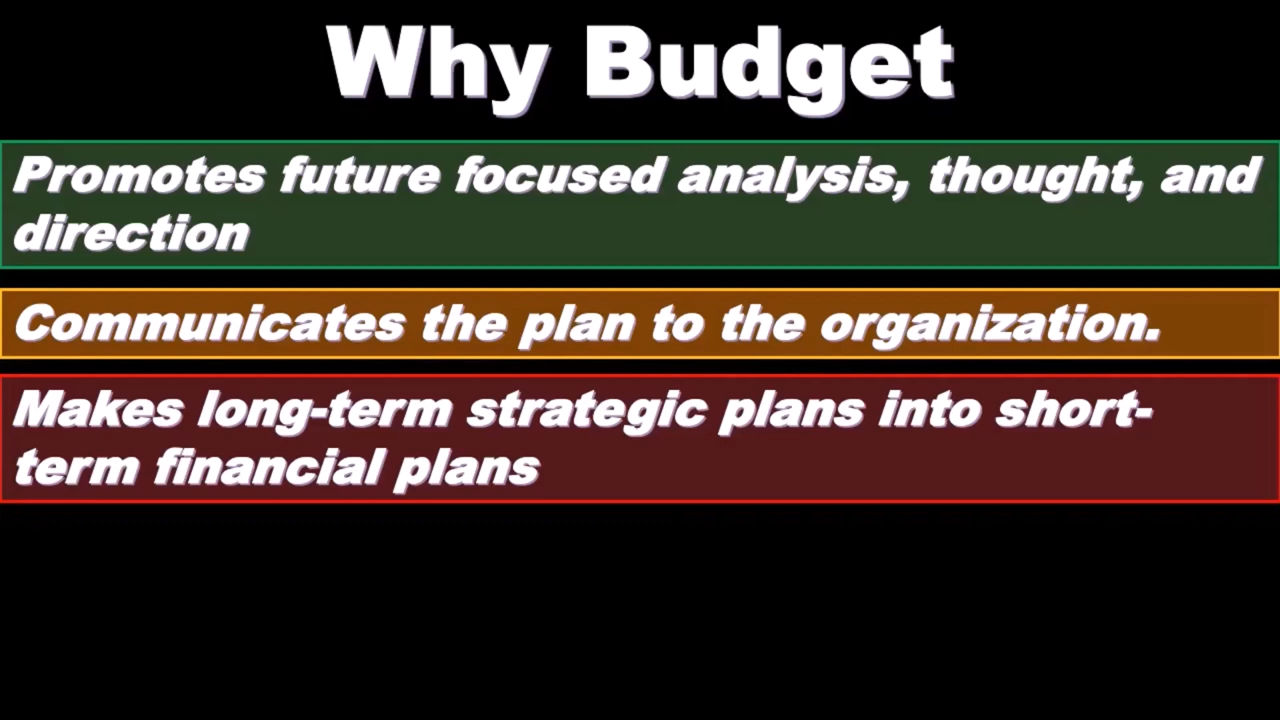 Why Budget
Promotes future focused analysis, thought, and
direction
Communicates the plan to the organization.
Makes long-term strategic plans into short-
term financial plans